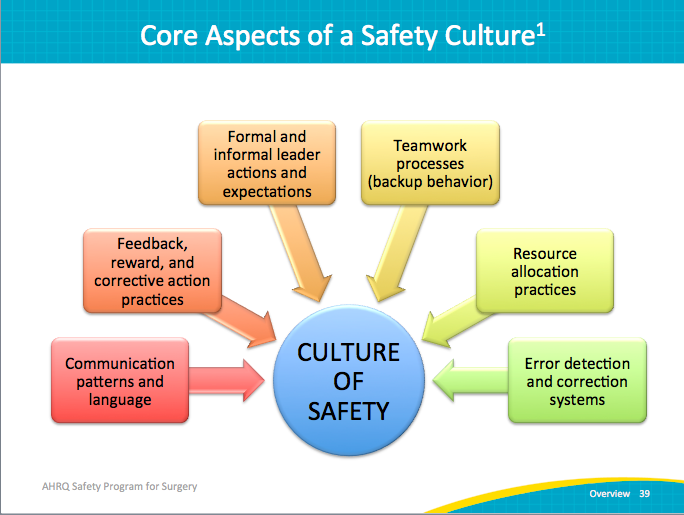 Core Aspects of a Safety Culture1
Formal and
informal leader
actions and
expectations
Teamwork
processes
(backup behavior)
Feedback,
reward, and
corrective action
practices
Resource
allocation
practices
Communication
patterns and
language
CULTURE
OF
SAFETY
Error detection
and correction
systems
AHRQ Safety Program for Surgery
Overview 39